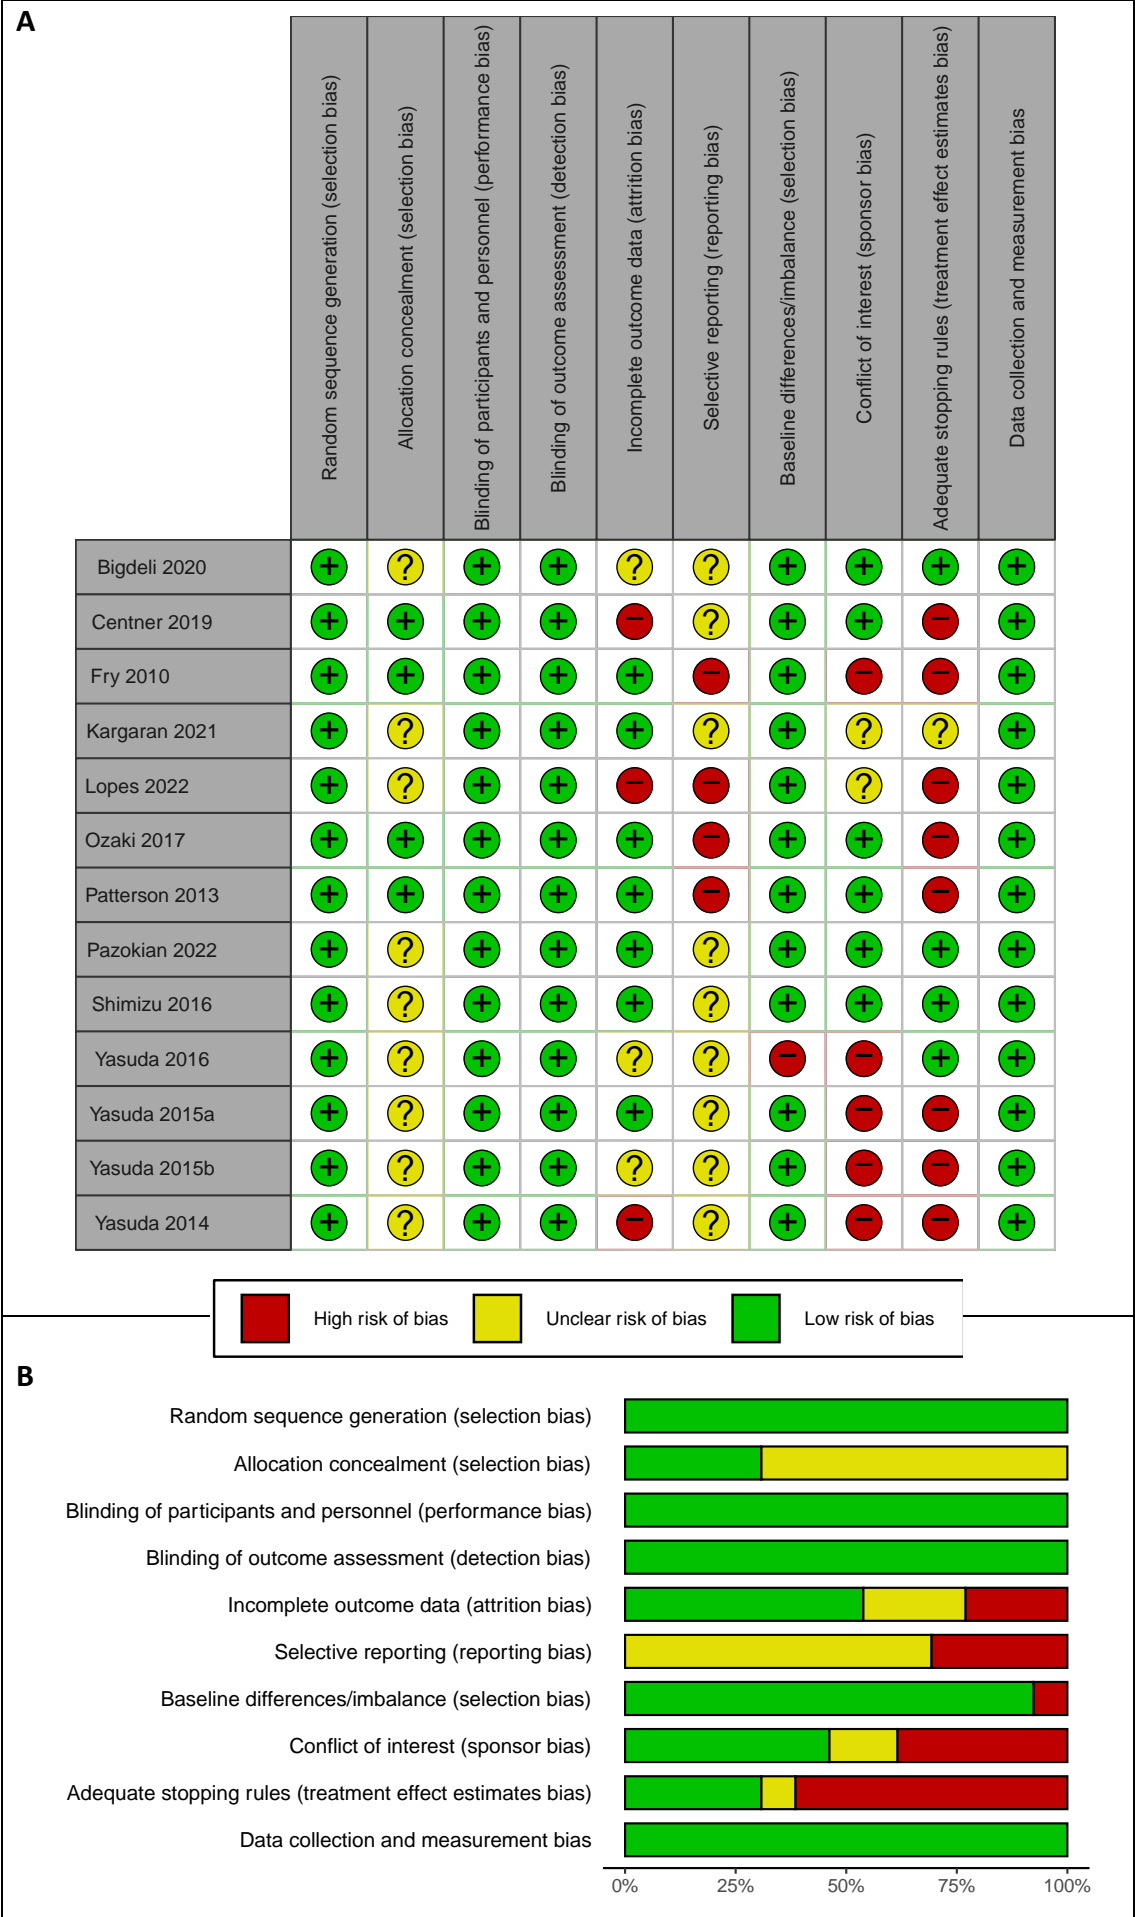 A
Random sequence generation (selection bias)
Allocation concealment (selection bias)
Blinding of participants and personnel (performance bias)
Blinding of outcome assessment (detection bias)
Incomplete outcome data (attrition bias)
Selective reporting (reporting bias)
Baseline differences/imbalance (selection bias)
Conflict of interest (sponsor bias)
Adequate stopping rules (treatment effect estimates bias)
Data collection and measurement bias
Bigdeli 2020 + ? + + ? ? + + + +
Centner 2019 + + + + − ? + + − +
Fry 2010 + + + + + − + − − +
Kargaran 2021 + ? + + + ? + ? ? +
Lopes 2022 + ? + + − − + ? − +
Ozaki 2017 + + + + + − + + − +
Patterson 2013 + + + + + − + + − +
Pazokian 2022 + ? + + + ? + + + +
Shimizu 2016 + ? + + + ? + + + +
Yasuda 2016 + ? + + ? ? − − + +
Yasuda 2015a + ? + + + ? + − − +
Yasuda 2015b + ? + + ? ? + − − +
Yasuda 2014 + ? + + − ? + − − +
High risk of bias Unclear risk of bias Low risk of bias
B
Random sequence generation (selection bias)
Allocation concealment (selection bias)
Blinding of participants and personnel (performance bias)
Blinding of outcome assessment (detection bias)
Incomplete outcome data (attrition bias)
Selective reporting (reporting bias)
Baseline differences/imbalance (selection bias)
Conflict of interest (sponsor bias)
Adequate stopping rules (treatment effect estimates bias)
Data collection and measurement bias
0% 25% 50% 75% 100%